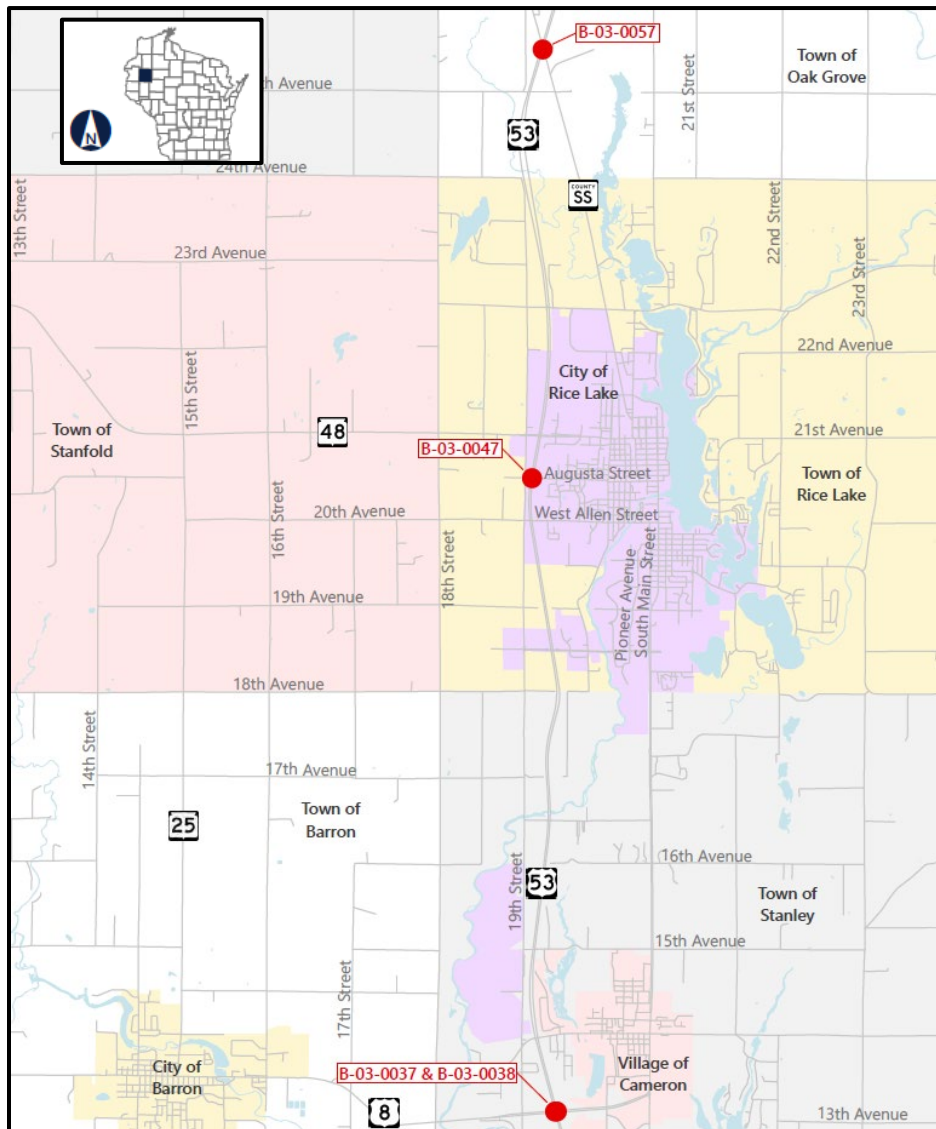 B-03-0057
Town of
Oak Grove
21st Street
h Avenue
N
53
24th Avenue
COUNTY
SS
13th Street
22nd Street
23rd Street
23rd Avenue
22nd Avenue
City of
Rice Lake
15th Street
48
21st Avenue
Town of
Stanfold
B-03-0047
Augusta Street
Town of
Rice Lake
20th Avenue
West Allen Street
16th Street
18th Street
Pioneer Avenue
South Main Street
19th Avenue
18th Avenue
14th Street
17th Avenue
Town of
Barron
25
16th Avenue
19th Street
53
Town of
Stanley
15th Avenue
17th Street
City of
Barron
B-03-0037 & B-03-0038
Village of
Cameron
8
13th Avenue